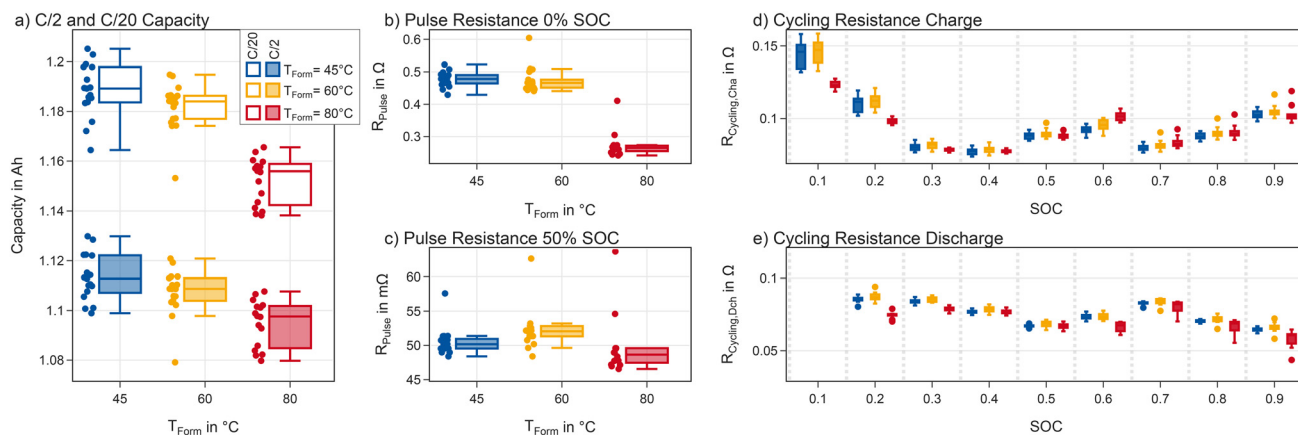 a) C/2 and C/20 Capacity
Capacity in Ah
1.2
1.18
1.16
1.14
1.12
1.1
1.08
45
60
80
T_Form in °C
C/20
C/2
T_Form= 45°C
T_Form= 60°C
T_Form= 80°C
b) Pulse Resistance 0% SOC
R_Pulse in Ω
0.6
0.5
0.4
0.3
45
60
80
T_Form in °C
c) Pulse Resistance 50% SOC
R_Pulse in mΩ
60
55
50
45
45
60
80
T_Form in °C
d) Cycling Resistance Charge
R_Cycling,Cha in Ω
0.15
0.1
0.1
0.2
0.3
0.4
0.5
0.6
0.7
0.8
0.9
SOC
e) Cycling Resistance Discharge
R_Cycling,Dch in Ω
0.1
0.05
0.1
0.2
0.3
0.4
0.5
0.6
0.7
0.8
0.9
SOC